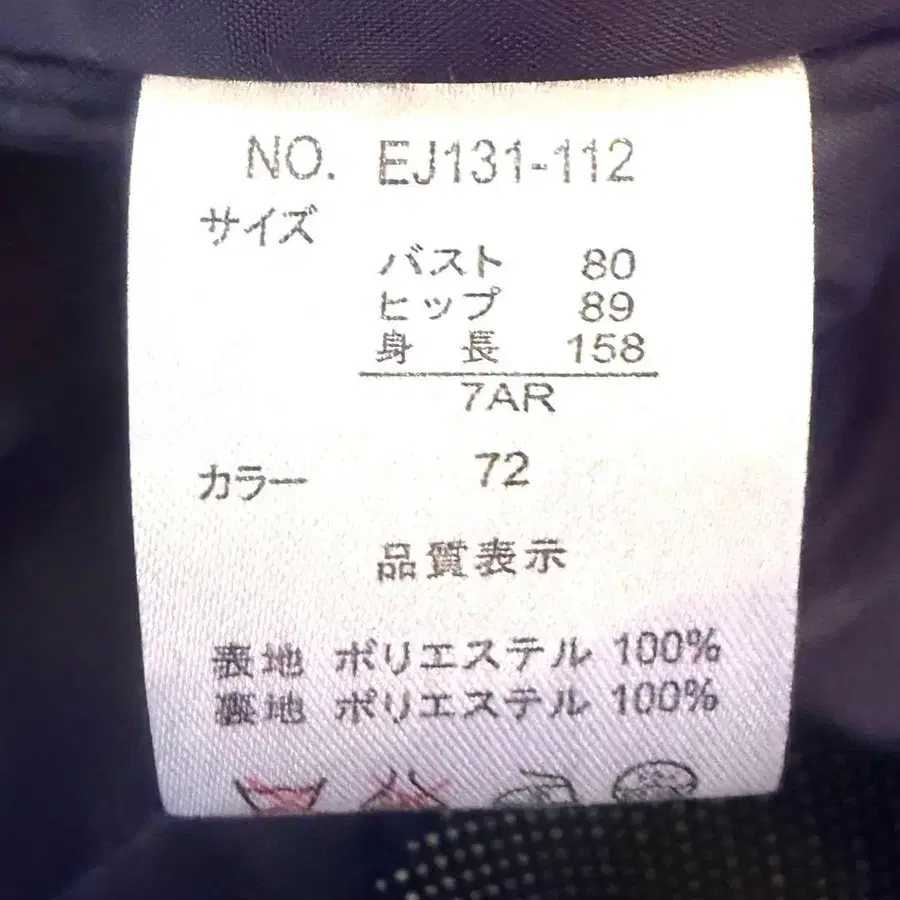 NO. EJ131-112
サイズ
バスト 80
ヒップ 89
身 長 158
7AR
カラー 72
品質表示
表地 ポリエステル 100%
裏地 ポリエステル 100%